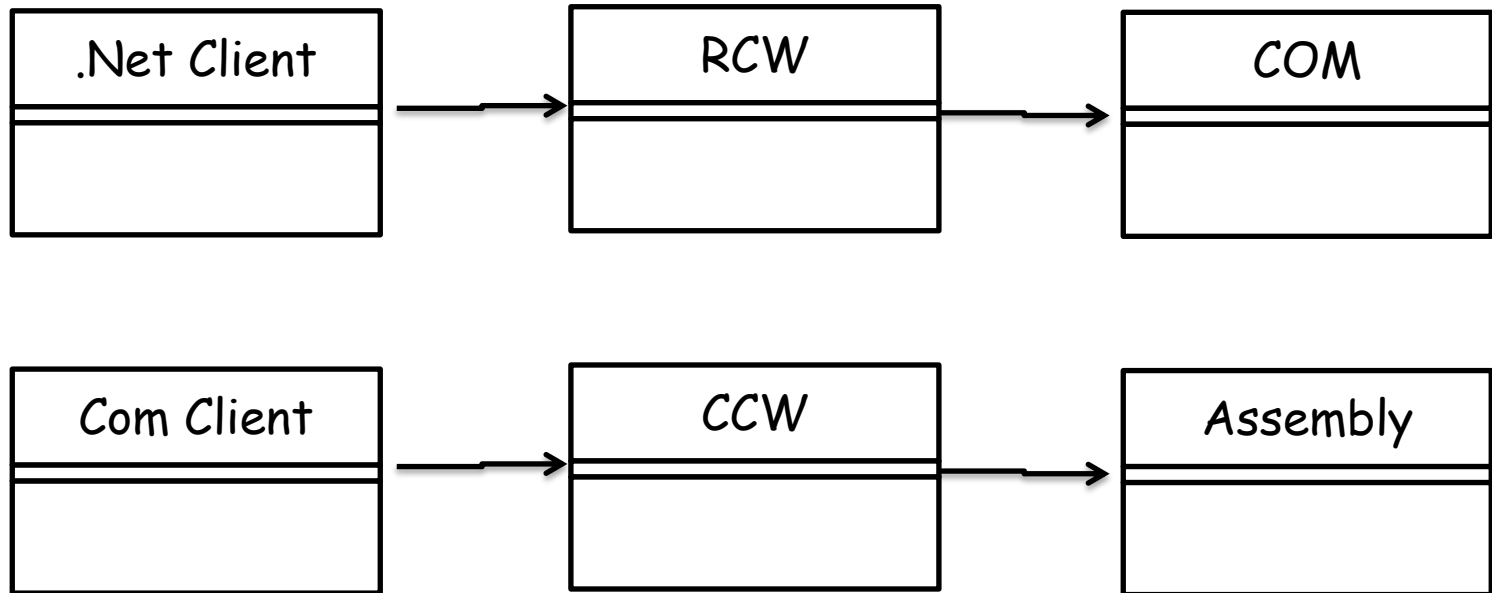 .Net Client
RCW
COM
Com Client
CCW
Assembly